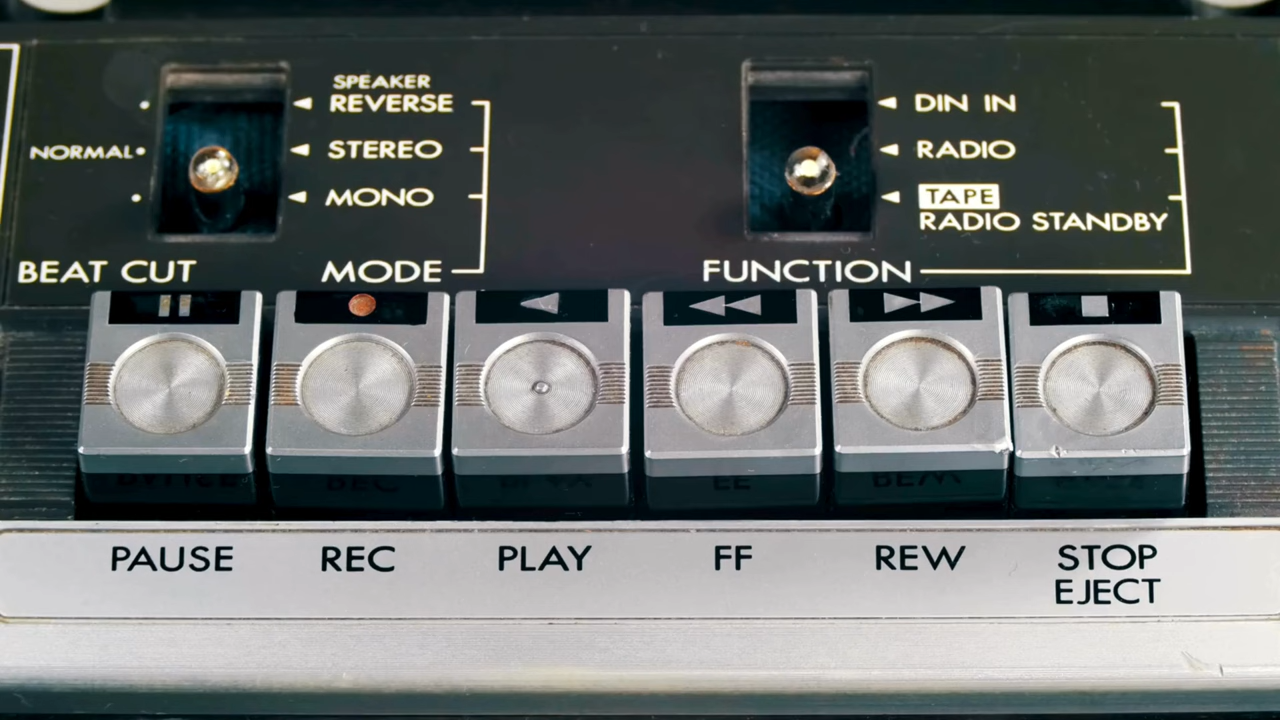 SPEAKER
REVERSE
DIN IN
NORMAL
STEREO
RADIO
MONO
TAPE
RADIO STANDBY
BEAT CUT
MODE
FUNCTION
PAUSE
REC
PLAY
FF
REW
STOP
EJECT